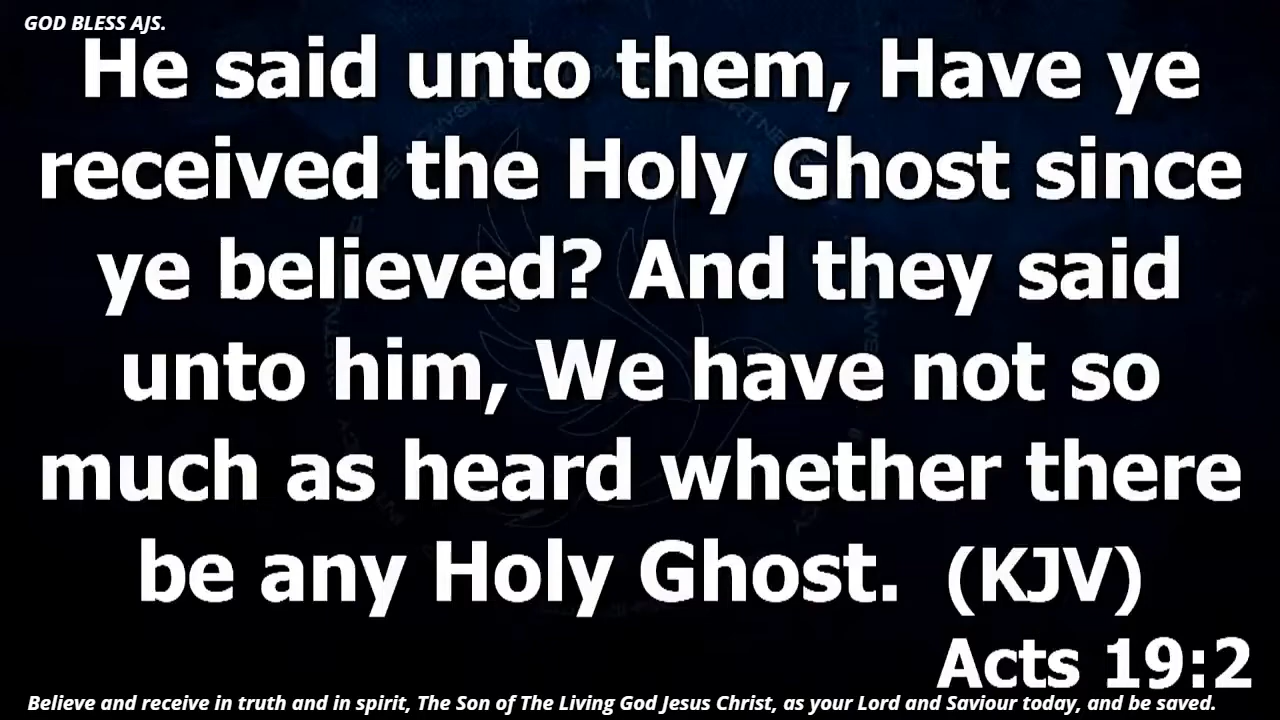 GOD BLESS AJS.
He said unto them, Have ye
received the Holy Ghost since
ye believed? And they said
unto him, We have not so
much as heard whether there
be any Holy Ghost. (KJV)
Acts 19:2
Believe and receive in truth and in spirit, The Son of The Living God Jesus Christ, as your Lord and Saviour today, and be saved.